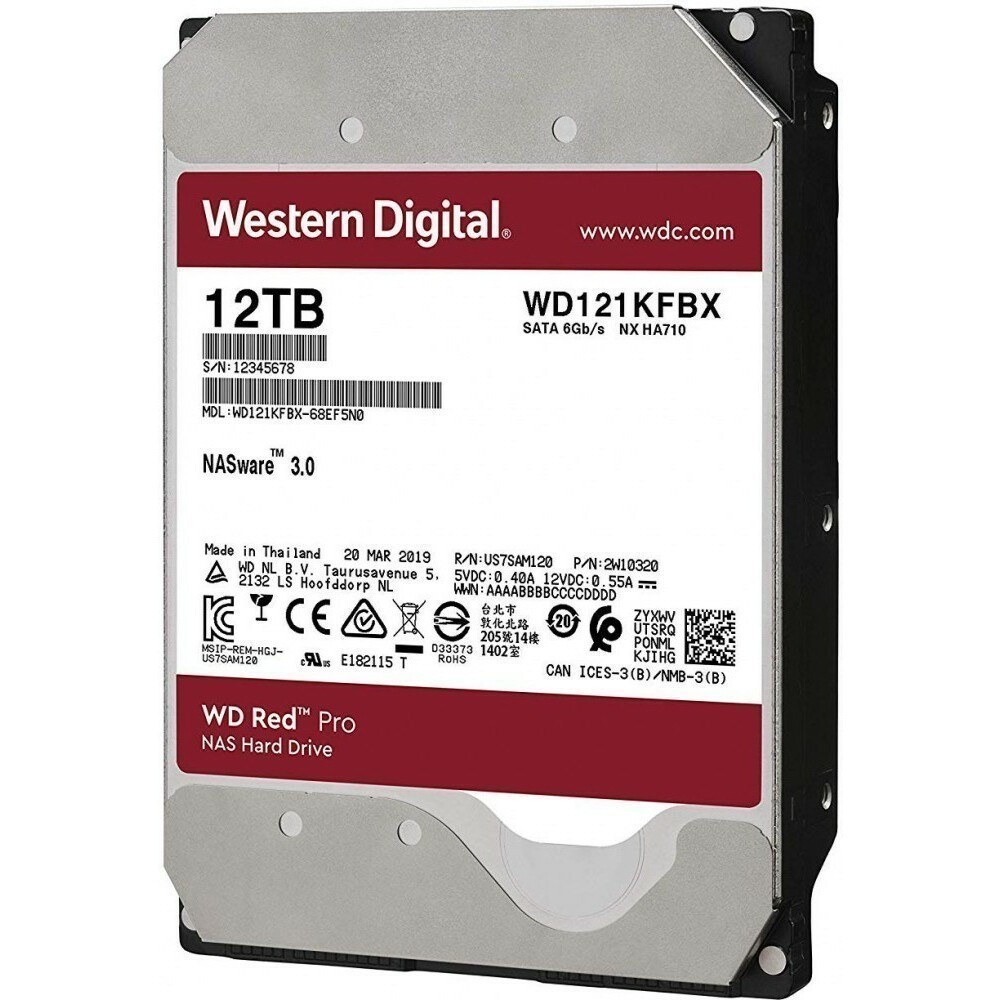 Western Digital®
www.wdc.com
12TB
WD121KFBX
SATA 6Gb/s NX HA710
S/N:12345678
MDL:WD121KFBX-68EF5N0
NASware™ 3.0
Made in Thailand 20 MAR 2019 R/N:US7SAM120 P/N:2W10320
WD NL B.V. Taurusavenue 5,
2132 LS Hoofddorp NL
5VDC:0.40A 12VDC:0.55A
WWN:AAAABBBBCCCCDDDD
台北市
敦化北路
205號14樓
1402室
20
ZYXWV
UTSRQ
PONML
KJIHG
MSIP-REM-HGJ-
US7SAM120
c RU us E182115 T
D33373
RoHS
CAN ICES-3(B)/NMB-3(B)
WD Red™ Pro
NAS Hard Drive